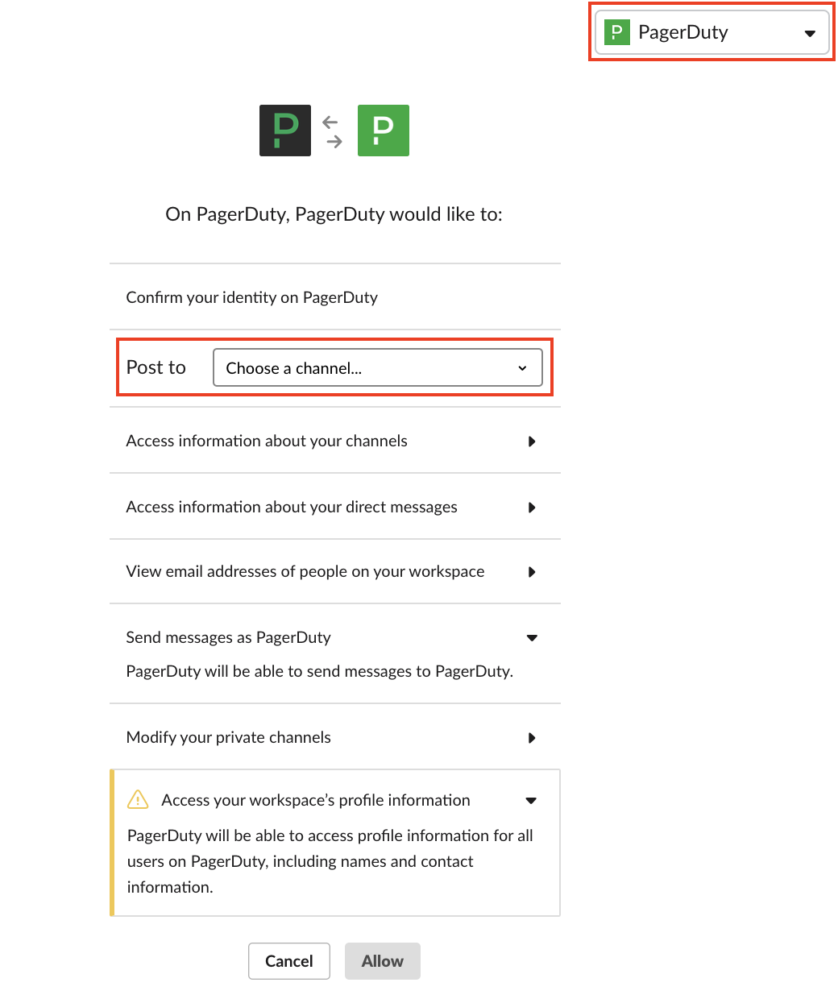 PagerDuty
On PagerDuty, PagerDuty would like to:
Confirm your identity on PagerDuty
Post to Choose a channel...
Access information about your channels
Access information about your direct messages
View email addresses of people on your workspace
Send messages as PagerDuty
PagerDuty will be able to send messages to PagerDuty.
Modify your private channels
Access your workspace’s profile information
PagerDuty will be able to access profile information for all
users on PagerDuty, including names and contact
information.
Cancel Allow